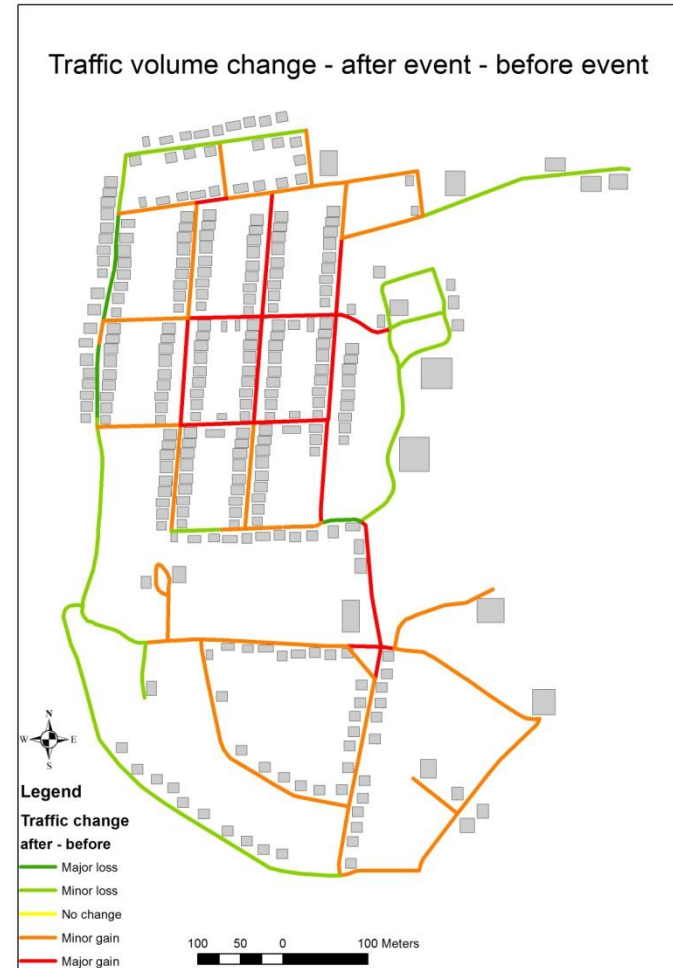 Traffic volume change - after event - before event
N
W E
S
Legend
Traffic change
after - before
Major loss
Minor loss
No change
Minor gain
Major gain
100 50 0 100 Meters